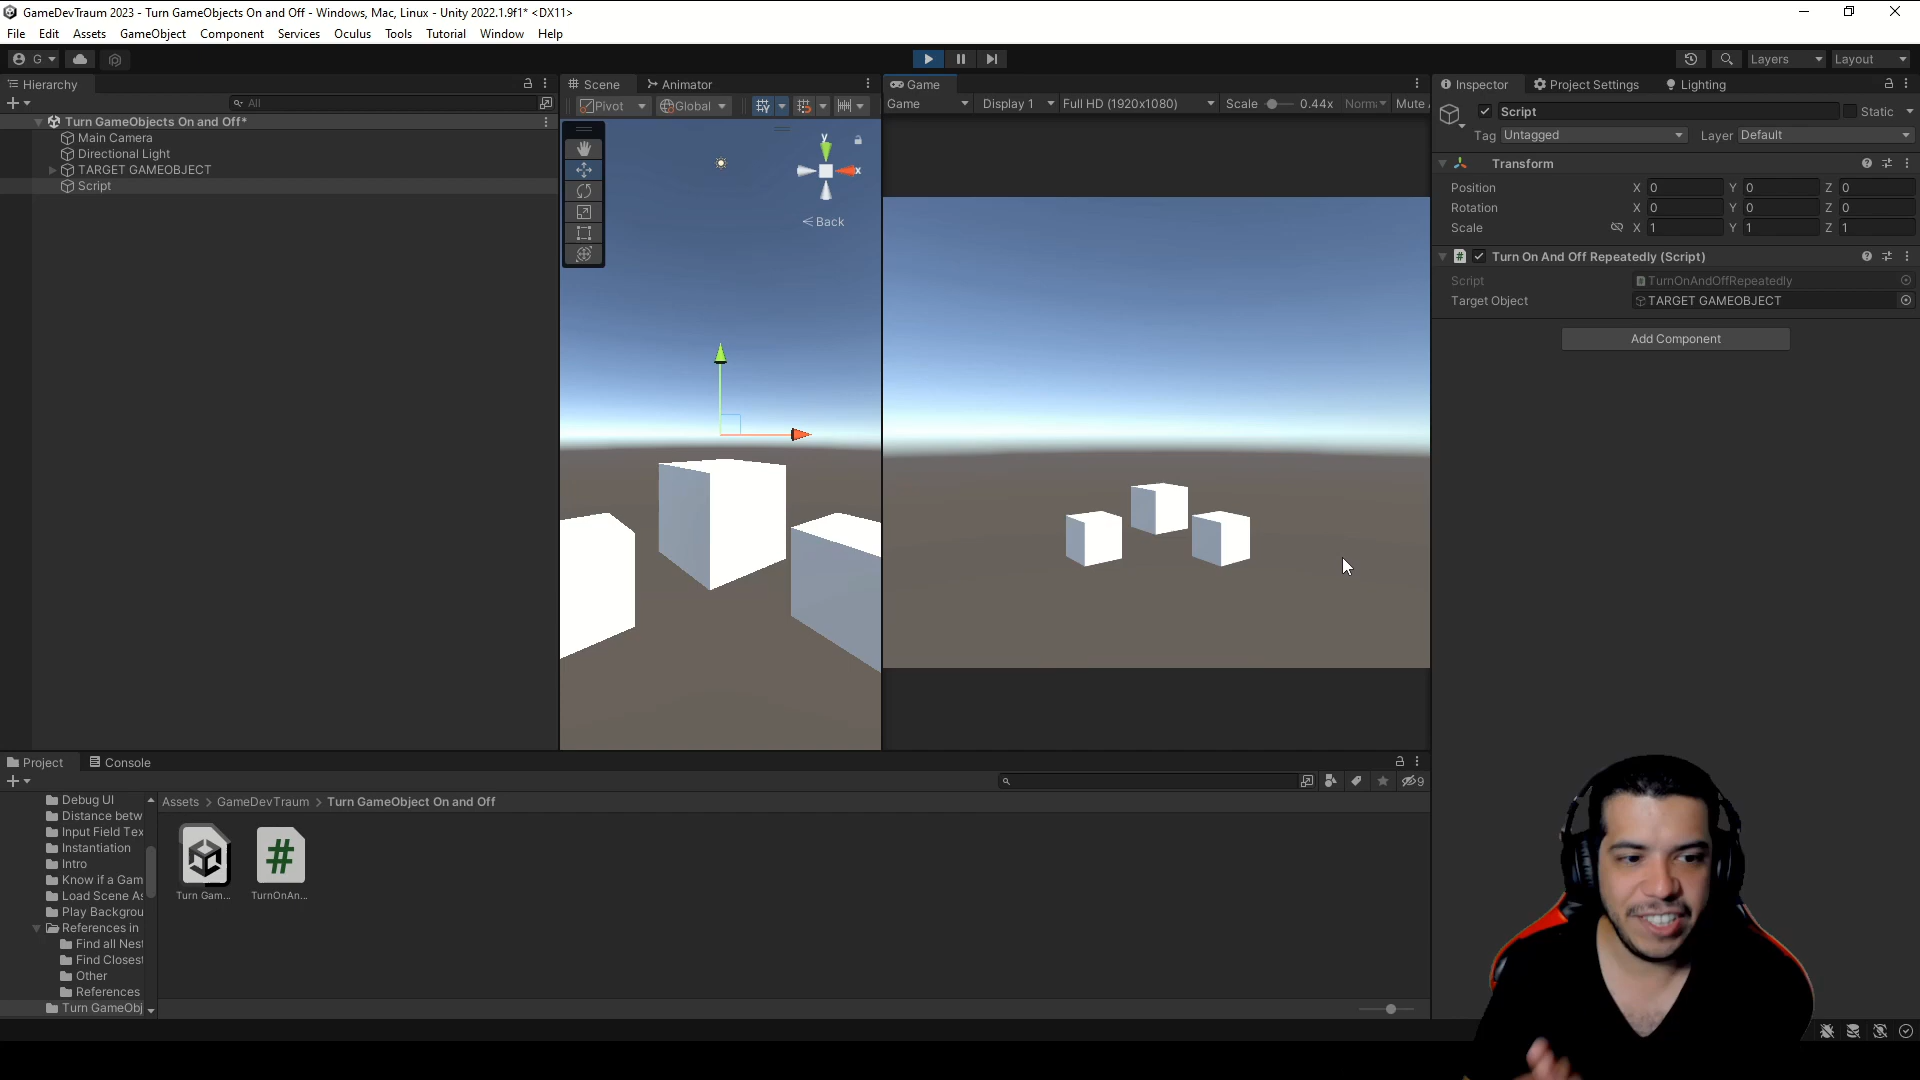 GameDevTraum 2023 - Turn GameObjects On and Off - Windows, Mac, Linux - Unity 2022.1.9f1* <DX11>
File Edit Assets GameObject Component Services Oculus Tools Tutorial Window Help
G
Layers
Layout
Hierarchy
All
Turn GameObjects On and Off*
Main Camera
Directional Light
TARGET GAMEOBJECT
Script
Scene
Animator
Pivot
Global
y
x
Back
Game
Game
Display 1
Full HD (1920x1080)
Scale
0.44x
Norma
Mute
Inspector
Project Settings
Lighting
Script
Static
Tag Untagged
Layer Default
Transform
Position X 0 Y 0 Z 0
Rotation X 0 Y 0 Z 0
Scale X 1 Y 1 Z 1
# Turn On And Off Repeatedly (Script)
Script TurnOnAndOffRepeatedly
Target Object TARGET GAMEOBJECT
Add Component
Project
Console
9
Debug UI
Distance betw
Input Field Tex
Instantiation
Intro
Know if a Gam
Load Scene As
Play Backgrou
References in
Find all Nest
Find Closest
Other
References
Turn GameObj
Assets > GameDevTraum > Turn GameObject On and Off
#
Turn Gam...
TurnOnAn...